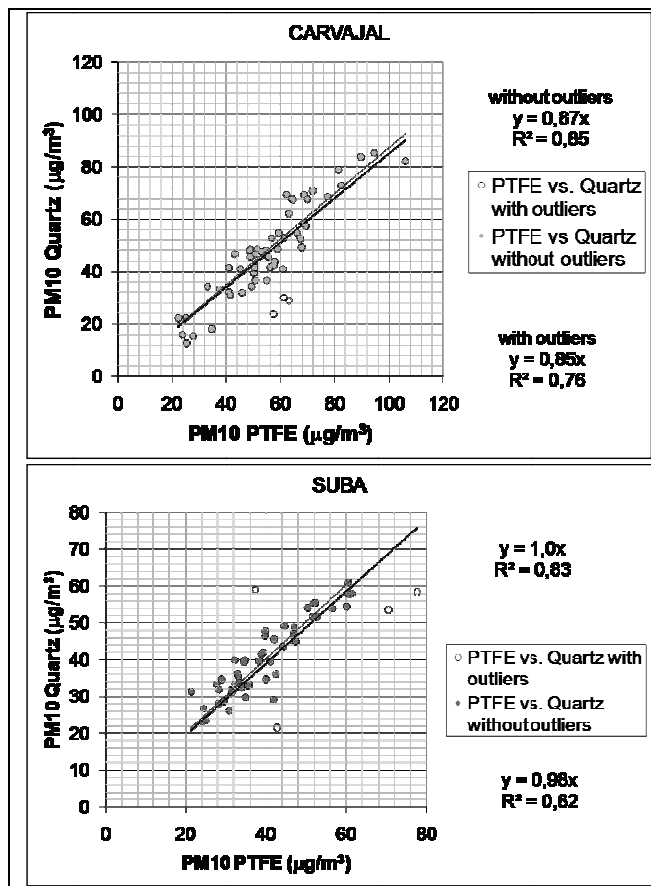 CARVAJAL
120
100
80
60
40
20
0
PM10 Quartz (µg/m³)
0 20 40 60 80 100 120
PM10 PTFE (µg/m³)
without outliers
y = 0,87x
R² = 0,85
PTFE vs. Quartz
with outliers
PTFE vs Quartz
without outliers
with outliers
y = 0,85x
R² = 0,76
SUBA
80
70
60
50
40
30
20
10
0
PM10 Quartz (µg/m³)
0 20 40 60 80
PM10 PTFE (µg/m³)
y = 1,0x
R² = 0,83
PTFE vs. Quartz with
outliers
PTFE vs. Quartz
without outliers
y = 0,98x
R² = 0,62